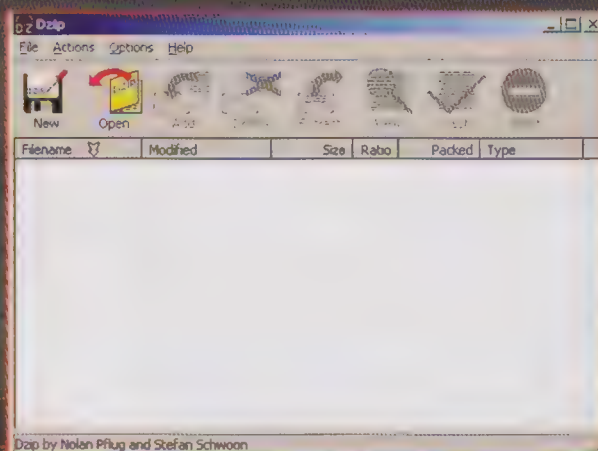 Dzip
File Actions Options Help
New Open Add
Filename Modified Size Ratio Packed Type
Dzip by Nolan Pflug and Stefan Schwoon